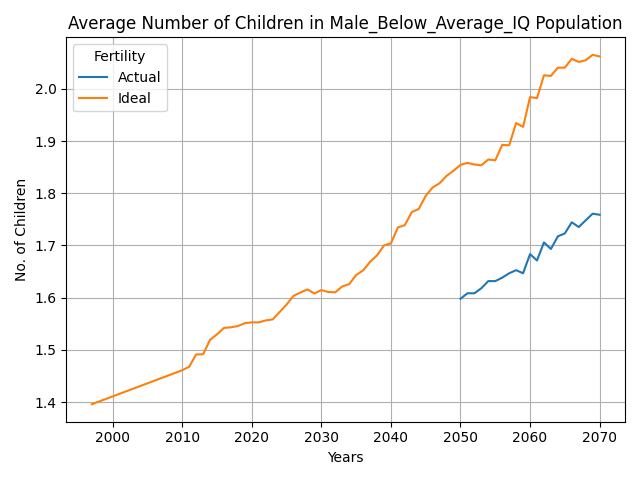 Average Number of Children in Male_Below_Average_IQ Population
Fertility
Actual
Ideal
No. of Children
2.0
1.9
1.8
1.7
1.6
1.5
1.4
2000 2010 2020 2030 2040 2050 2060 2070
Years